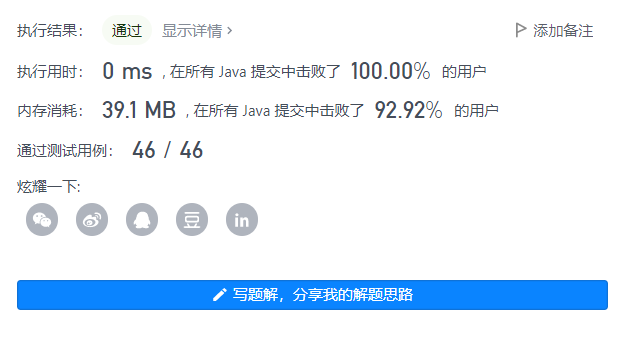 执行结果： 通过 显示详情 > 添加备注
执行用时： 0 ms , 在所有 Java 提交中击败了 100.00% 的用户
内存消耗： 39.1 MB , 在所有 Java 提交中击败了 92.92% 的用户
通过测试用例： 46 / 46
炫耀一下:
豆 in
写题解，分享我的解题思路